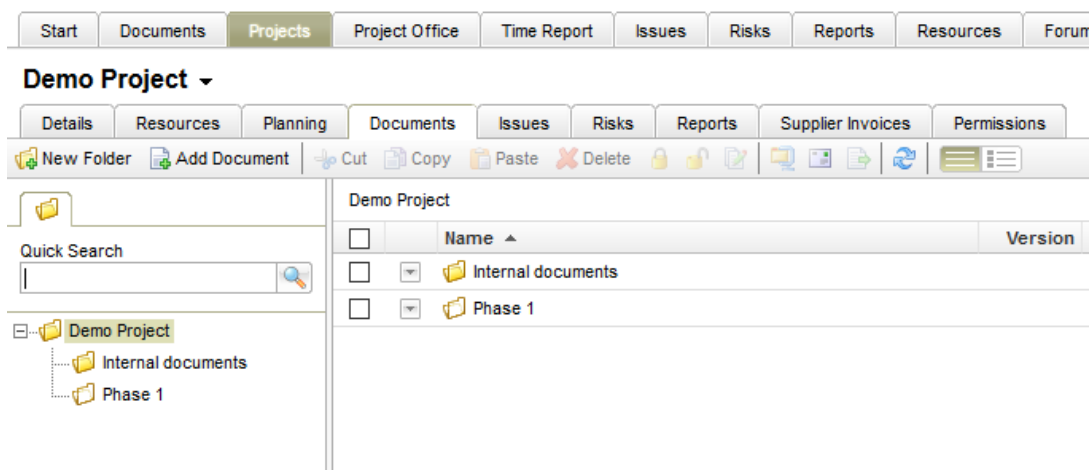 Start Documents Projects Project Office Time Report Issues Risks Reports Resources Forum
Demo Project
Details Resources Planning Documents Issues Risks Reports Supplier Invoices Permissions
New Folder Add Document Cut Copy Paste Delete
Demo Project
Quick Search
Name Version
Internal documents
Phase 1
Demo Project
Internal documents
Phase 1